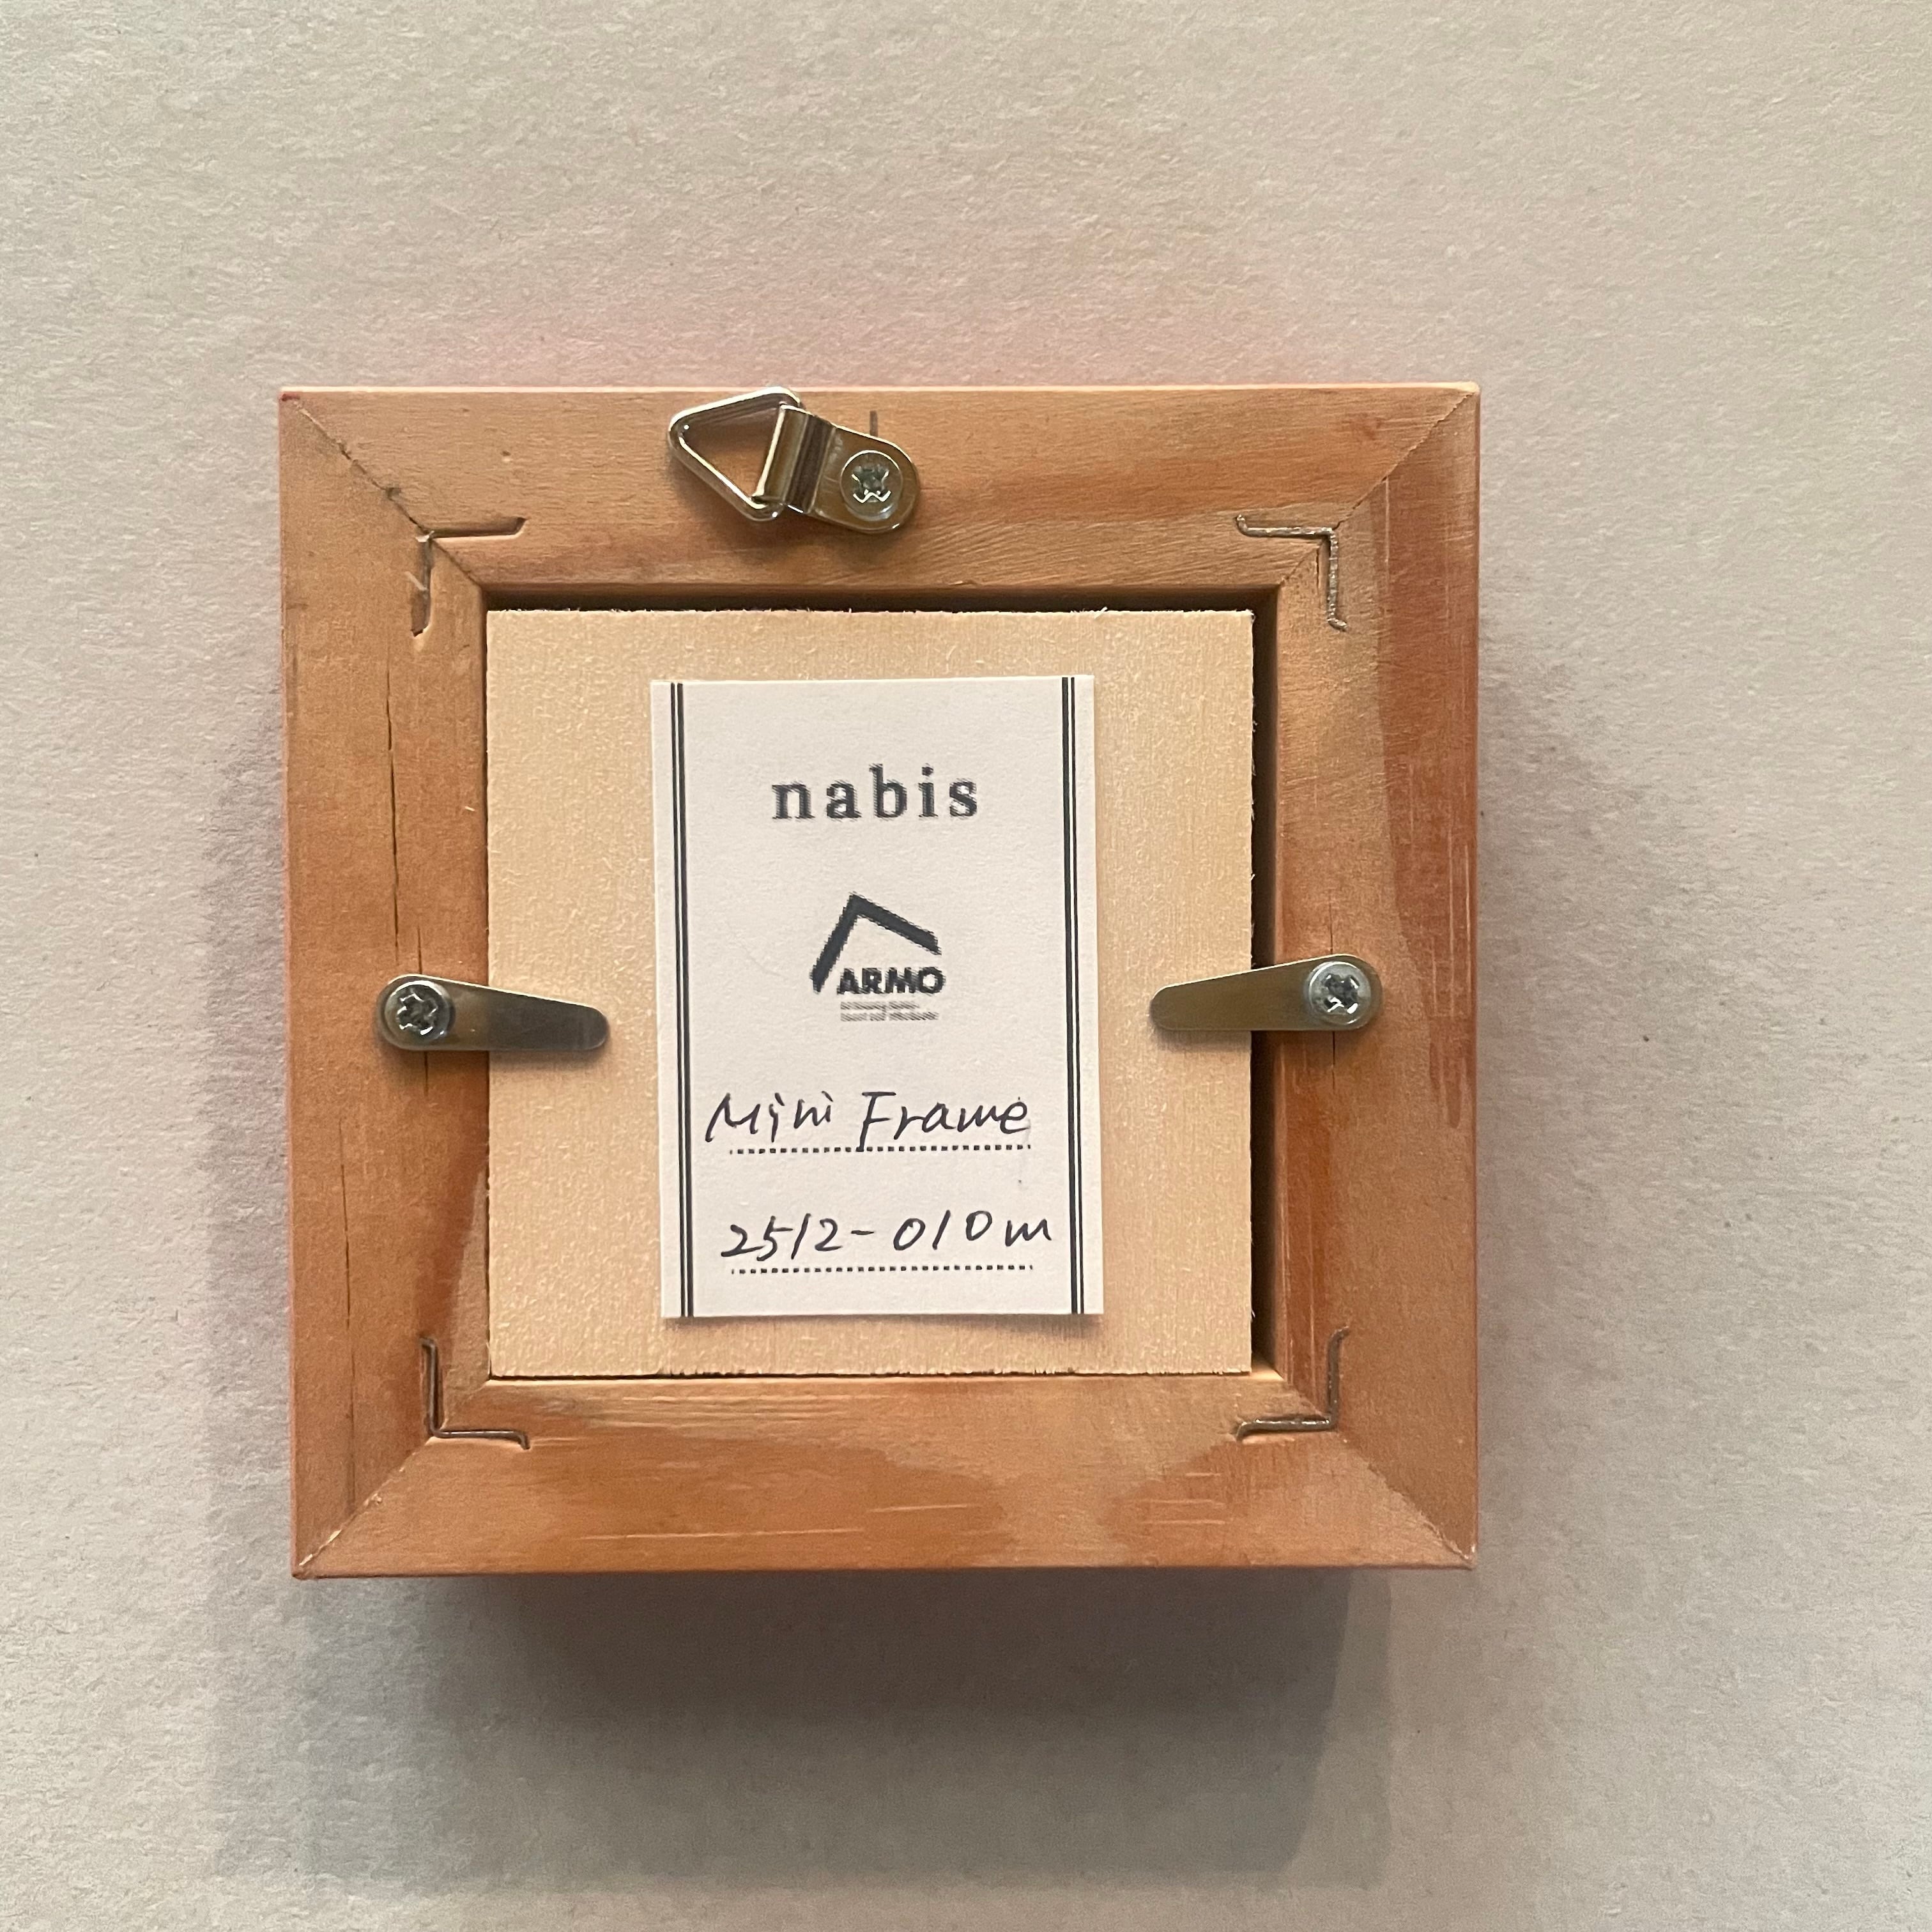 nabis
ARMO
Mini Frame
2512-010m